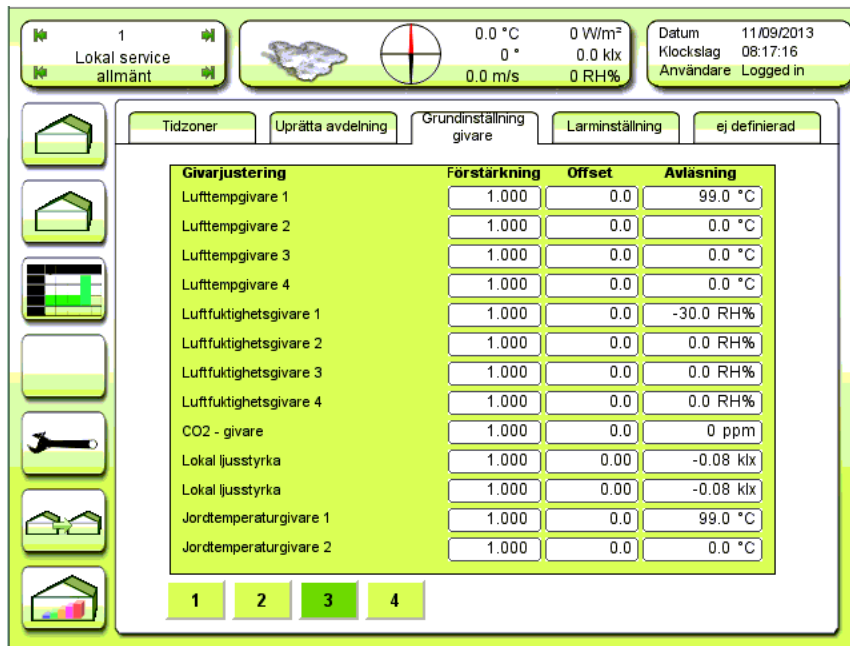 1
Lokal service
allmänt
0.0 °C
0 °
0.0 m/s
0 W/m²
0.0 klx
0 RH%
Datum 11/09/2013
Klockslag 08:17:16
Användare Logged in
Tidzoner
Uprätta avdelning
Grundinställning
givare
Larminställning
ej definierad
Givarjustering Förstärkning Offset Avläsning
Lufttempgivare 1 1.000 0.0 99.0 °C
Lufttempgivare 2 1.000 0.0 0.0 °C
Lufttempgivare 3 1.000 0.0 0.0 °C
Lufttempgivare 4 1.000 0.0 0.0 °C
Luftfuktighetsgivare 1 1.000 0.0 -30.0 RH%
Luftfuktighetsgivare 2 1.000 0.0 0.0 RH%
Luftfuktighetsgivare 3 1.000 0.0 0.0 RH%
Luftfuktighetsgivare 4 1.000 0.0 0.0 RH%
CO2 - givare 1.000 0.0 0 ppm
Lokal ljusstyrka 1.000 0.00 -0.08 klx
Lokal ljusstyrka 1.000 0.00 -0.08 klx
Jordtemperaturgivare 1 1.000 0.0 99.0 °C
Jordtemperaturgivare 2 1.000 0.0 0.0 °C
1 2 3 4